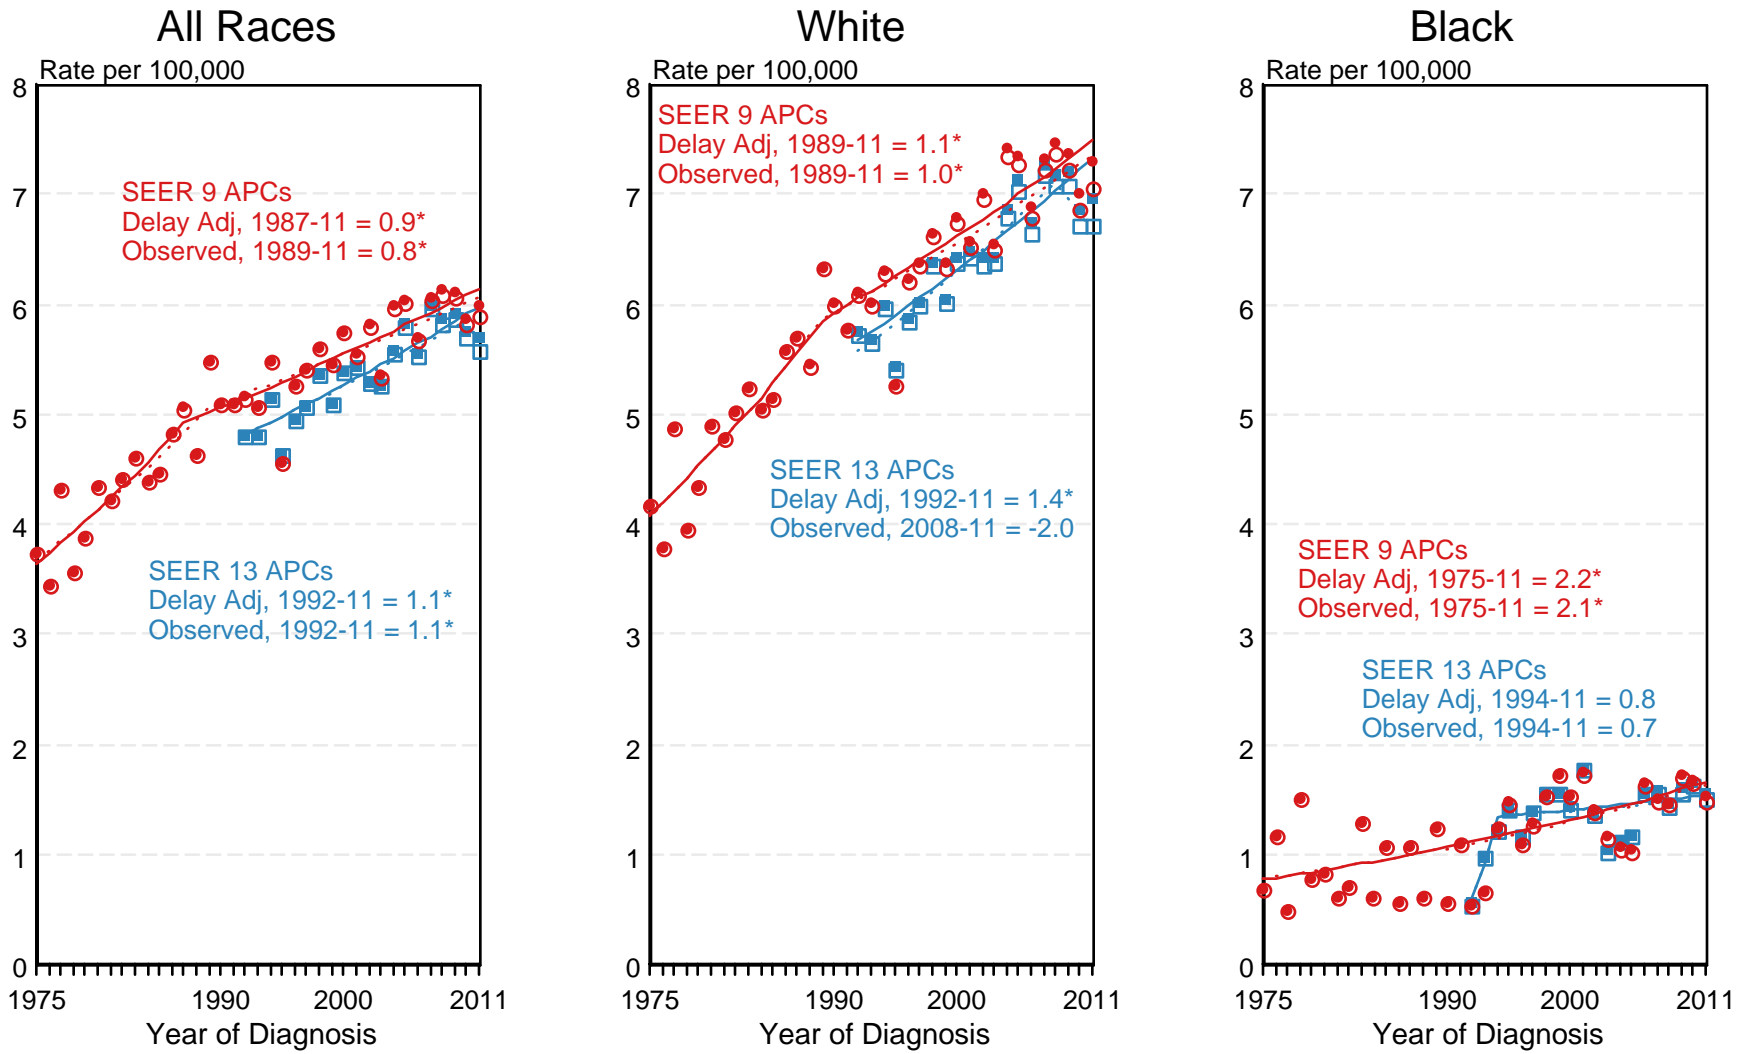 All Races
Rate per 100,000
8
7
6
5
4
3
2
1
0
SEER 9 APCs
Delay Adj, 1987-11 = 0.9*
Observed, 1989-11 = 0.8*
SEER 13 APCs
Delay Adj, 1992-11 = 1.1*
Observed, 1992-11 = 1.1*
1975 1990 2000 2011
Year of Diagnosis
White
Rate per 100,000
8
7
6
5
4
3
2
1
0
SEER 9 APCs
Delay Adj, 1989-11 = 1.1*
Observed, 1989-11 = 1.0*
SEER 13 APCs
Delay Adj, 1992-11 = 1.4*
Observed, 2008-11 = -2.0
1975 1990 2000 2011
Year of Diagnosis
Black
Rate per 100,000
8
7
6
5
4
3
2
1
0
SEER 9 APCs
Delay Adj, 1975-11 = 2.2*
Observed, 1975-11 = 2.1*
SEER 13 APCs
Delay Adj, 1994-11 = 0.8
Observed, 1994-11 = 0.7
1975 1990 2000 2011
Year of Diagnosis